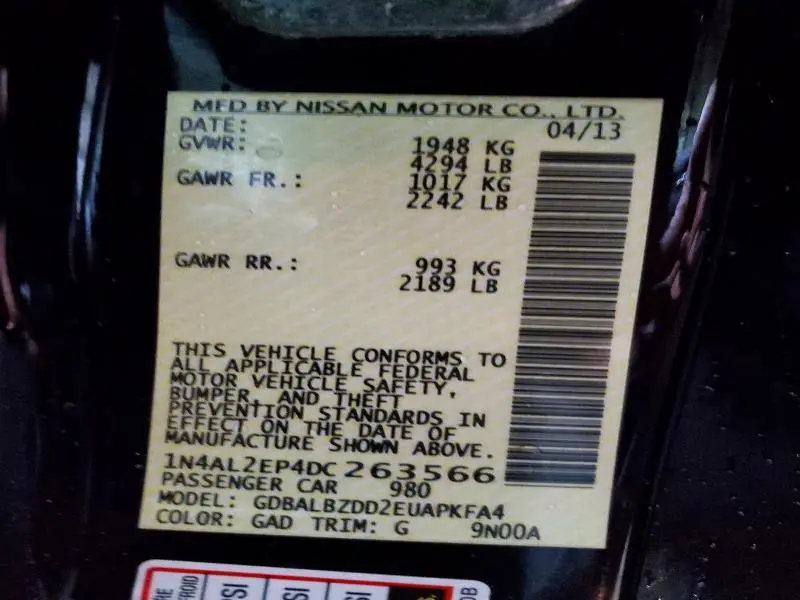 MFD BY NISSAN MOTOR CO., LTD.
DATE: 04/13
GVWR: 1948 KG
4294 LB
GAWR FR.: 1017 KG
2242 LB
GAWR RR.: 993 KG
2189 LB
THIS VEHICLE CONFORMS TO
ALL APPLICABLE FEDERAL
MOTOR VEHICLE SAFETY,
BUMPER, AND THEFT
PREVENTION STANDARDS IN
EFFECT ON THE DATE OF
MANUFACTURE SHOWN ABOVE.
1N4AL2EP4DC263566
PASSENGER CAR 980
MODEL: GDBALBZDD2EUAPKFA4
COLOR: GAD TRIM: G 9N00A